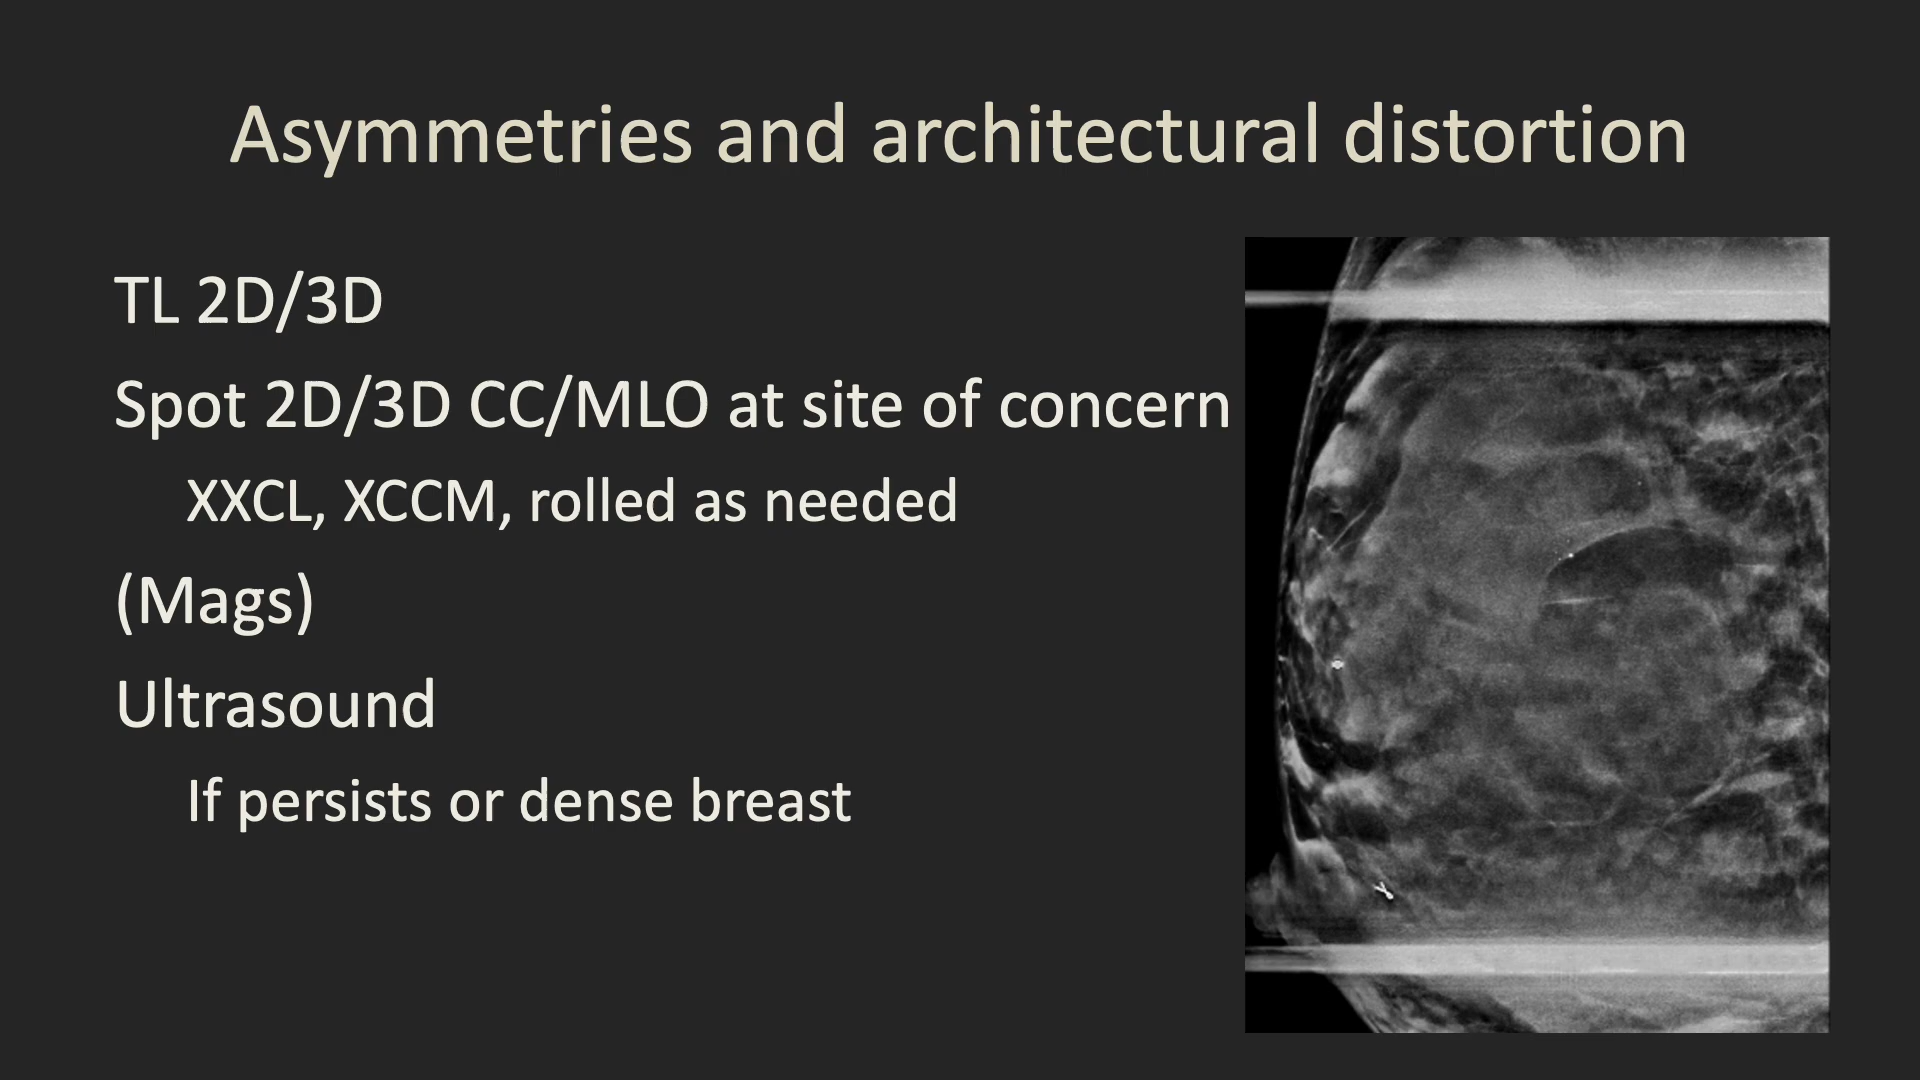 Asymmetries and architectural distortion
TL 2D/3D
Spot 2D/3D CC/MLO at site of concern
XXCL, XCCM, rolled as needed
(Mags)
Ultrasound
If persists or dense breast